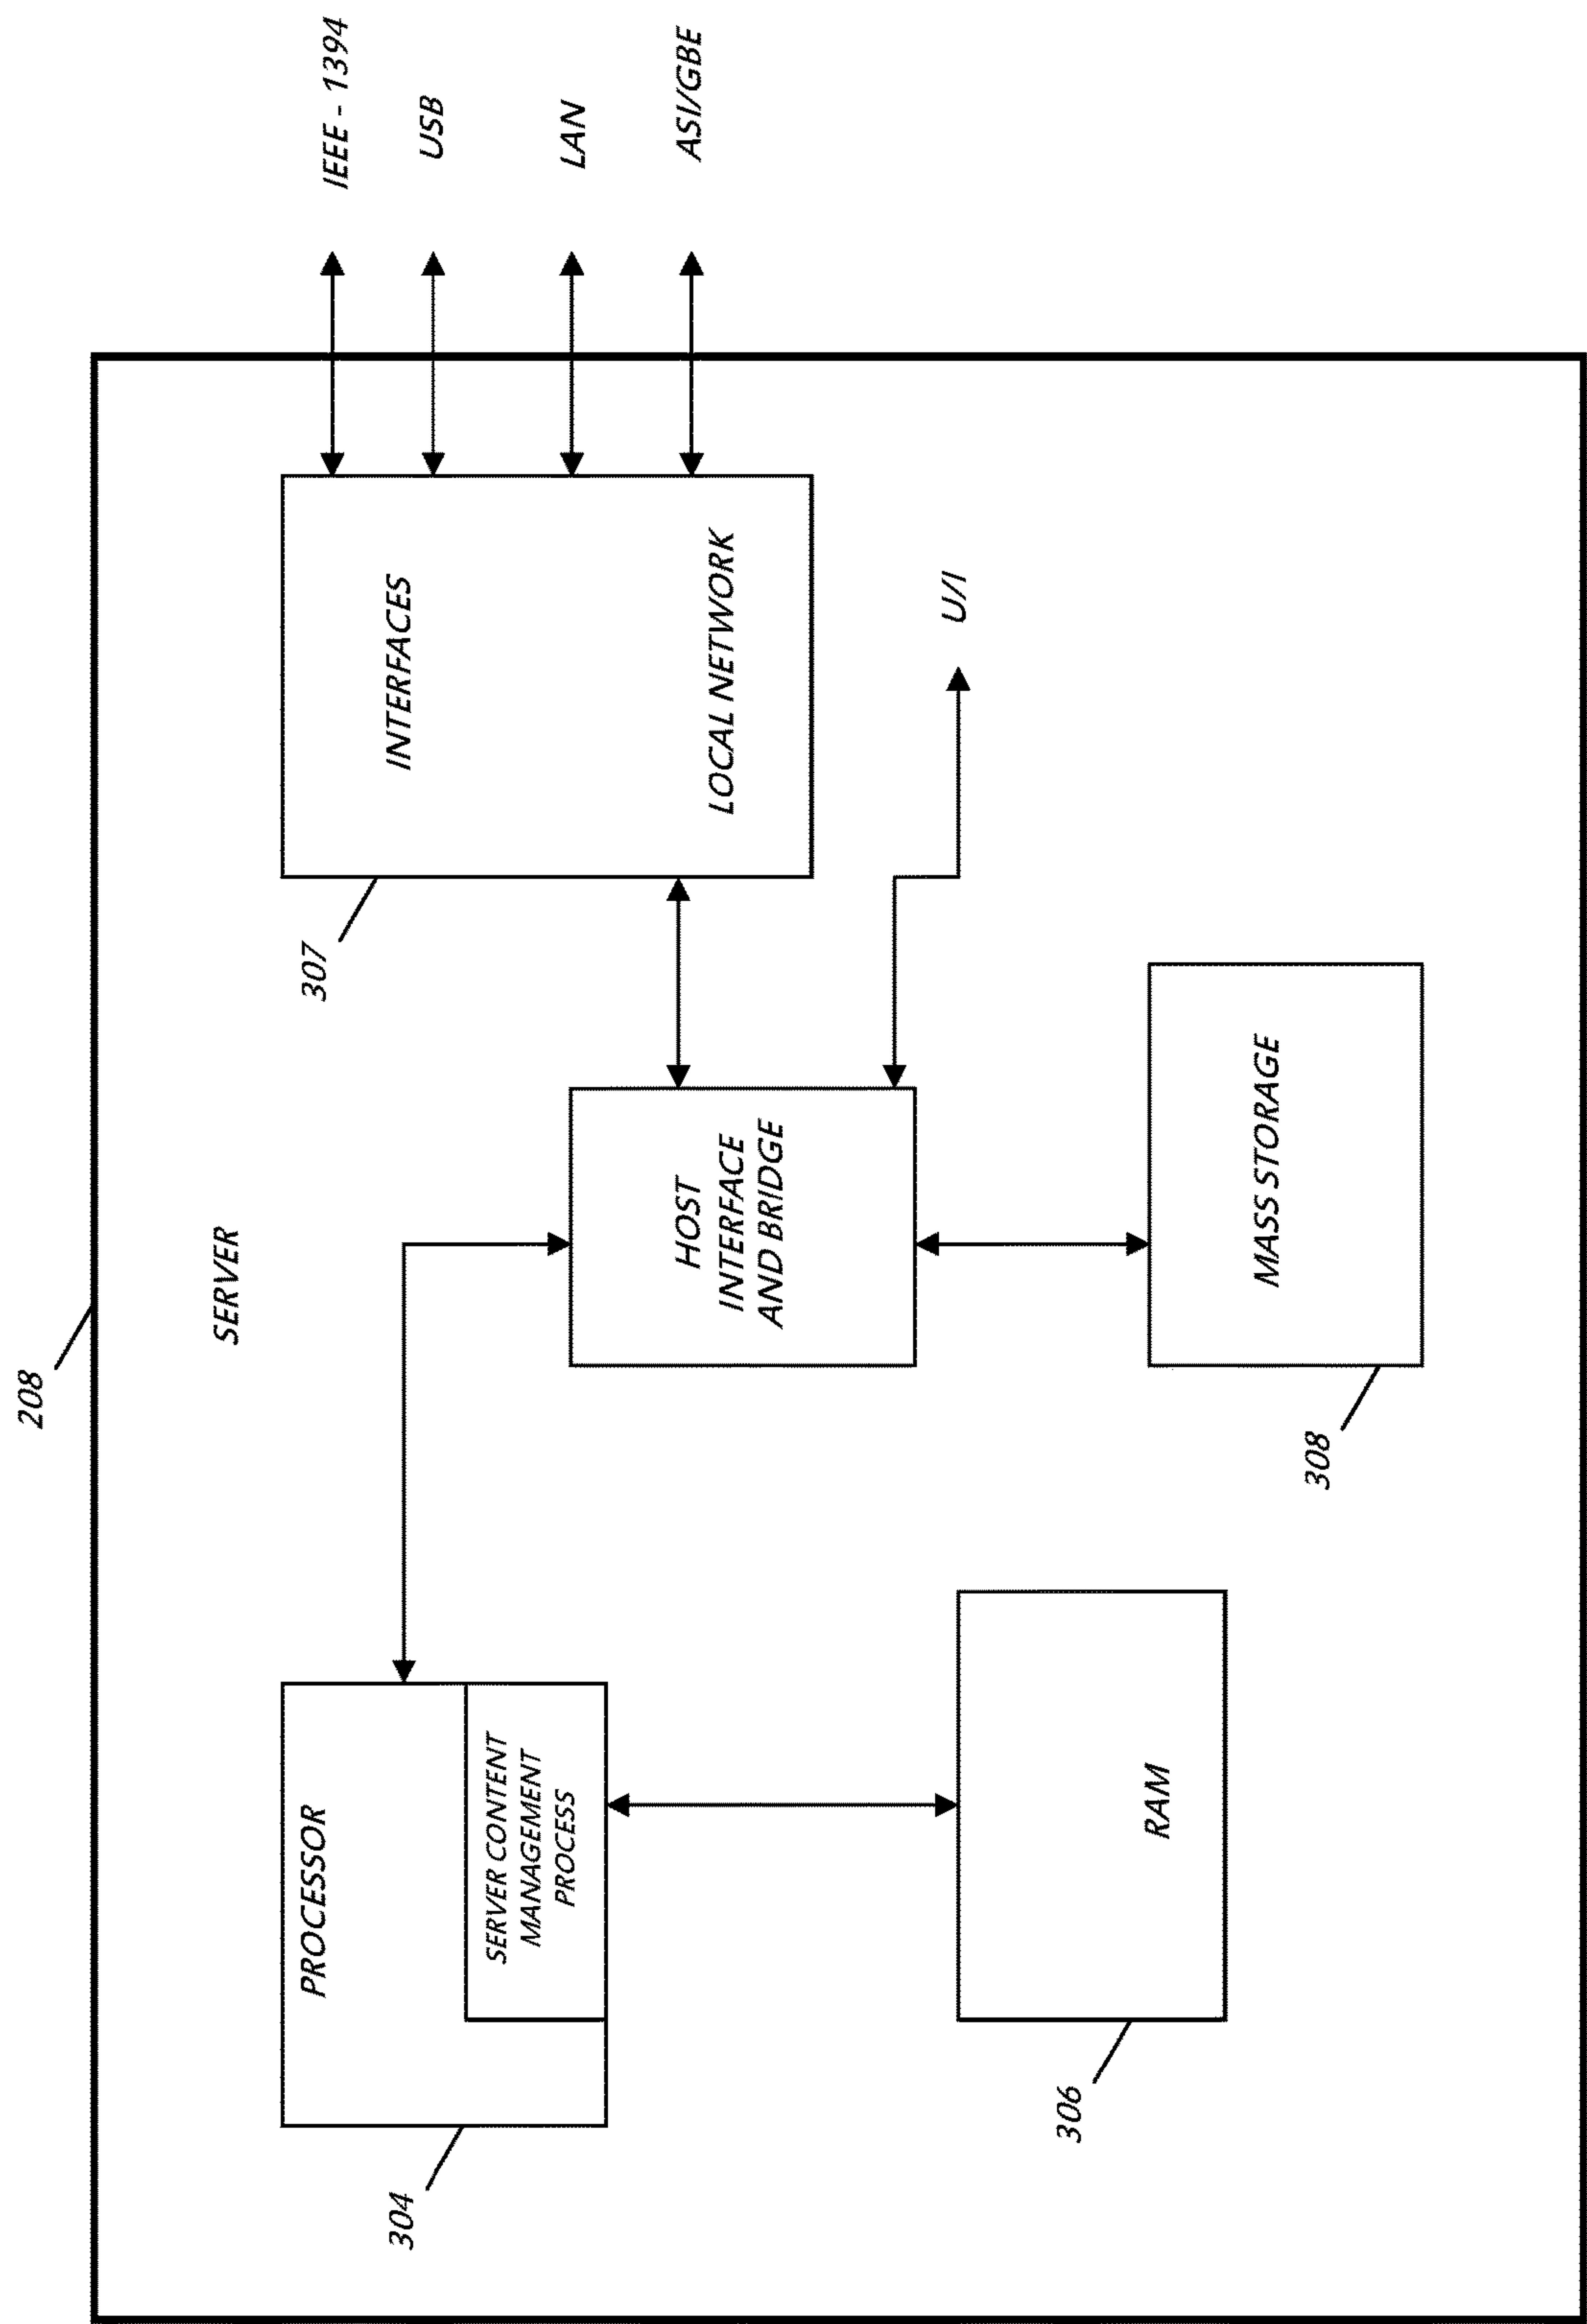 208
SERVER
304
PROCESSOR
SERVER CONTENT
MANAGEMENT
PROCESS
306
RAM
HOST
INTERFACE
AND BRIDGE
308
MASS STORAGE
307
INTERFACES
LOCAL NETWORK
U/I
IEEE - 1394
USB
LAN
ASI/GBE